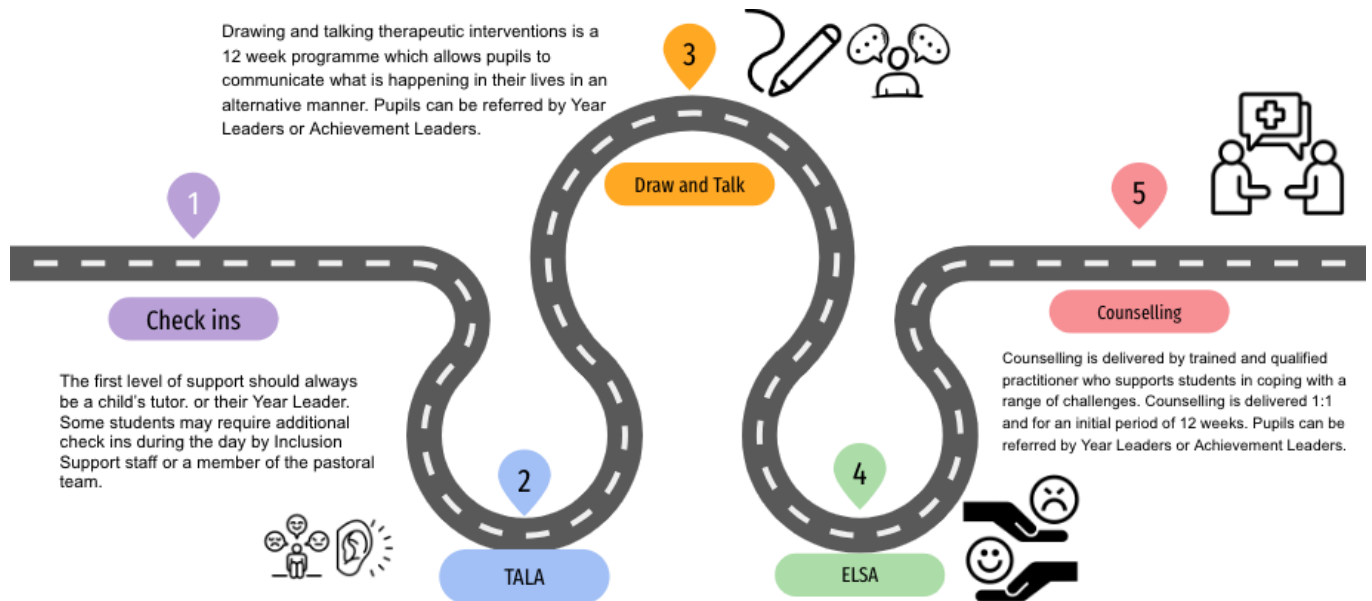 Drawing and talking therapeutic interventions is a
12 week programme which allows pupils to
communicate what is happening in their lives in an
alternative manner. Pupils can be referred by Year
Leaders or Achievement Leaders.
1
Check ins
The first level of support should always
be a child's tutor. or their Year Leader.
Some students may require additional
check ins during the day by Inclusion
Support staff or a member of the pastoral
team.
2
TALA
3
Draw and Talk
4
ELSA
5
Counselling
Counselling is delivered by trained and qualified
practitioner who supports students in coping with a
range of challenges. Counselling is delivered 1:1
and for an initial period of 12 weeks. Pupils can be
referred by Year Leaders or Achievement Leaders.